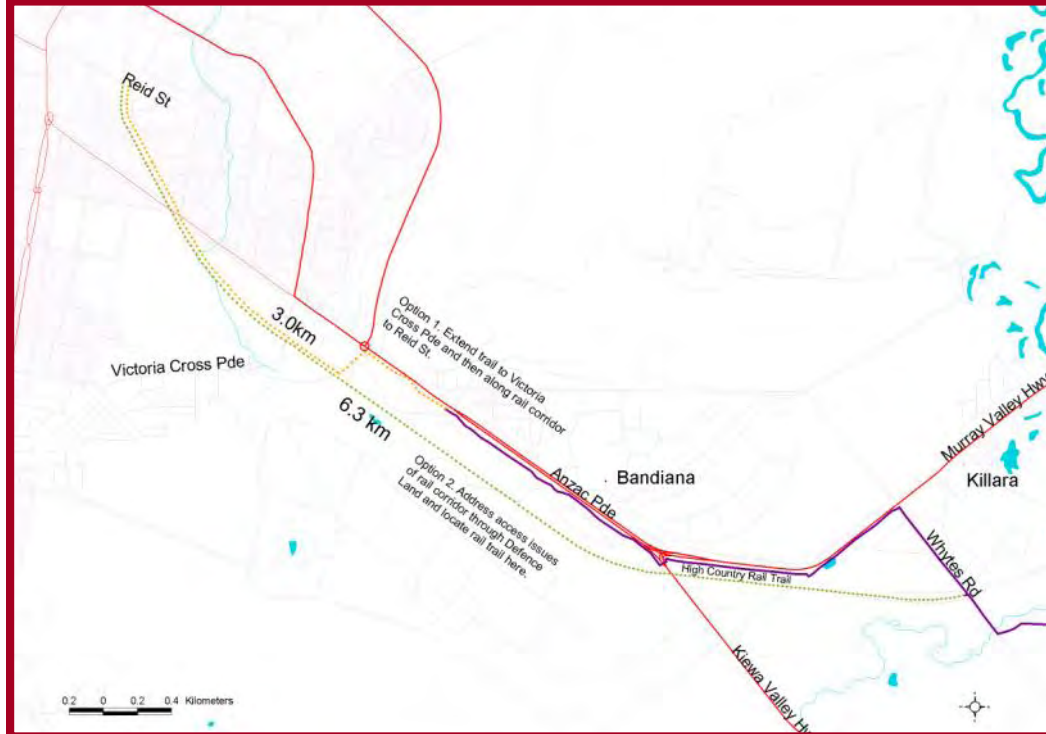 Reid St
3.0km
Option 1. Extend trail to Victoria
Cross Pde and then along rail corridor
to Reid St.
Victoria Cross Pde
6.3 km
Option 2. Address access issues
of rail corridor through Defence
Land and locate rail trail here.
Anzac Pde
Bandiana
Murray Valley Hwy
Killara
High Country Rail Trail
Whytes Rd
Kiewa Valley Hw
0.2 0 0.2 0.4 Kilometers